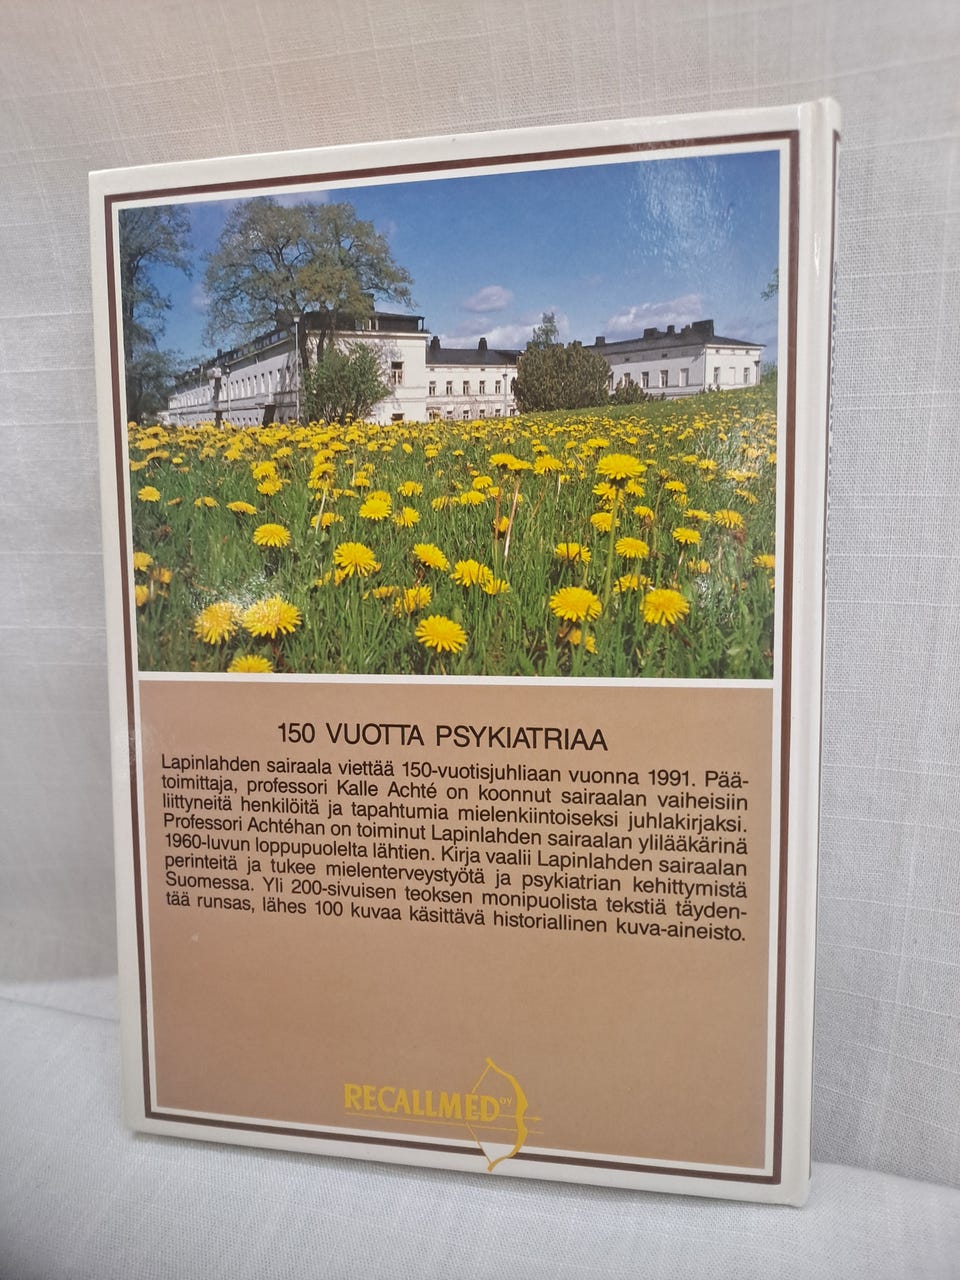 150 VUOTTA PSYKIATRIAA
Lapinlahden sairaala viettää 150-vuotisjuhliaan vuonna 1991. Pää-
toimittaja, professori Kalle Achté on koonnut sairaalan vaiheisiin
liittyneitä henkilöitä ja tapahtumia mielenkiintoiseksi juhlakirjaksi.
Professori Achtéhan on toiminut Lapinlahden sairaalan ylilääkärinä
1960-luvun loppupuolelta lähtien. Kirja vaalii Lapinlahden sairaalan
perinteitä ja tukee mielenterveystyötä ja psykiatrian kehittymistä
Suomessa. Yli 200-sivuisen teoksen monipuolista tekstiä täyden-
tää runsas, lähes 100 kuvaa käsittävä historiallinen kuva-aineisto.
RECALLMED OY